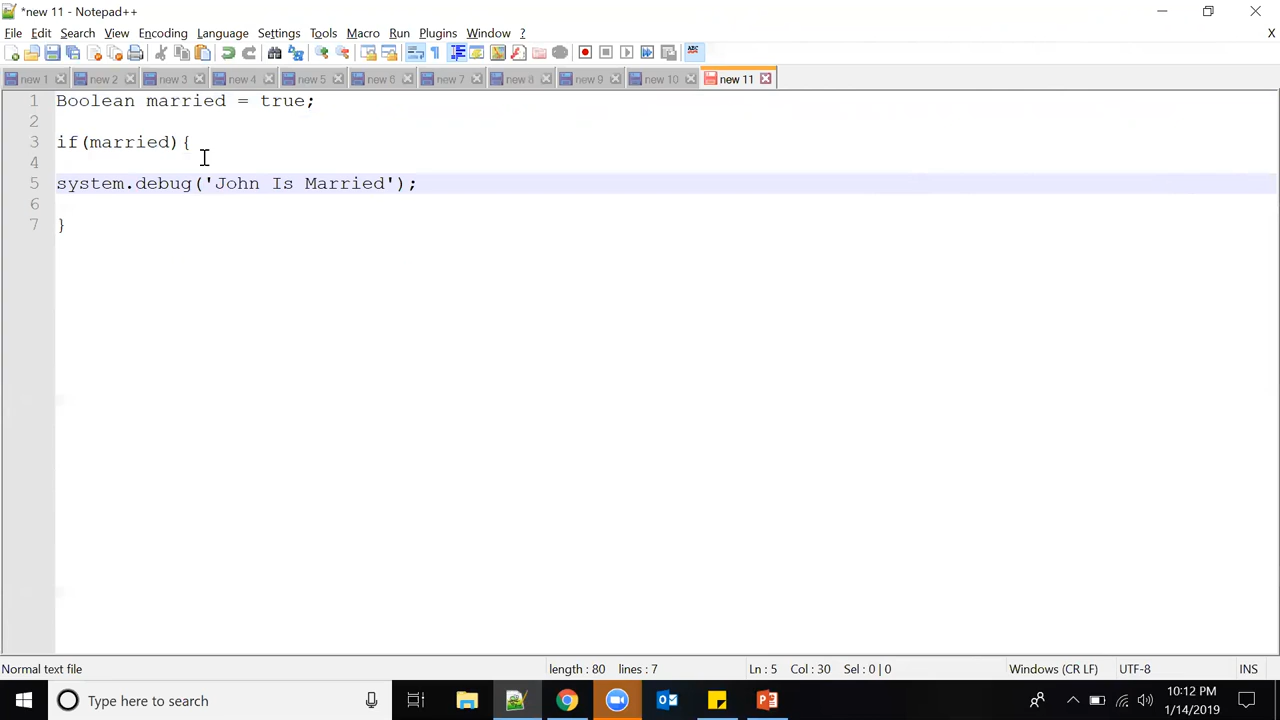 *new 11 - Notepad++
File Edit Search View Encoding Language Settings Tools Macro Run Plugins Window ? X
new 1 new 2 new 3 new 4 new 5 new 6 new 7 new 8 new 9 new 10 new 11
1 Boolean married = true;
2
3 if(married){
4
5 system.debug('John Is Married');
6
7 }
Normal text file length : 80 lines : 7 Ln : 5 Col : 30 Sel : 0 | 0 Windows (CR LF) UTF-8 INS
Type here to search
10:12 PM
1/14/2019